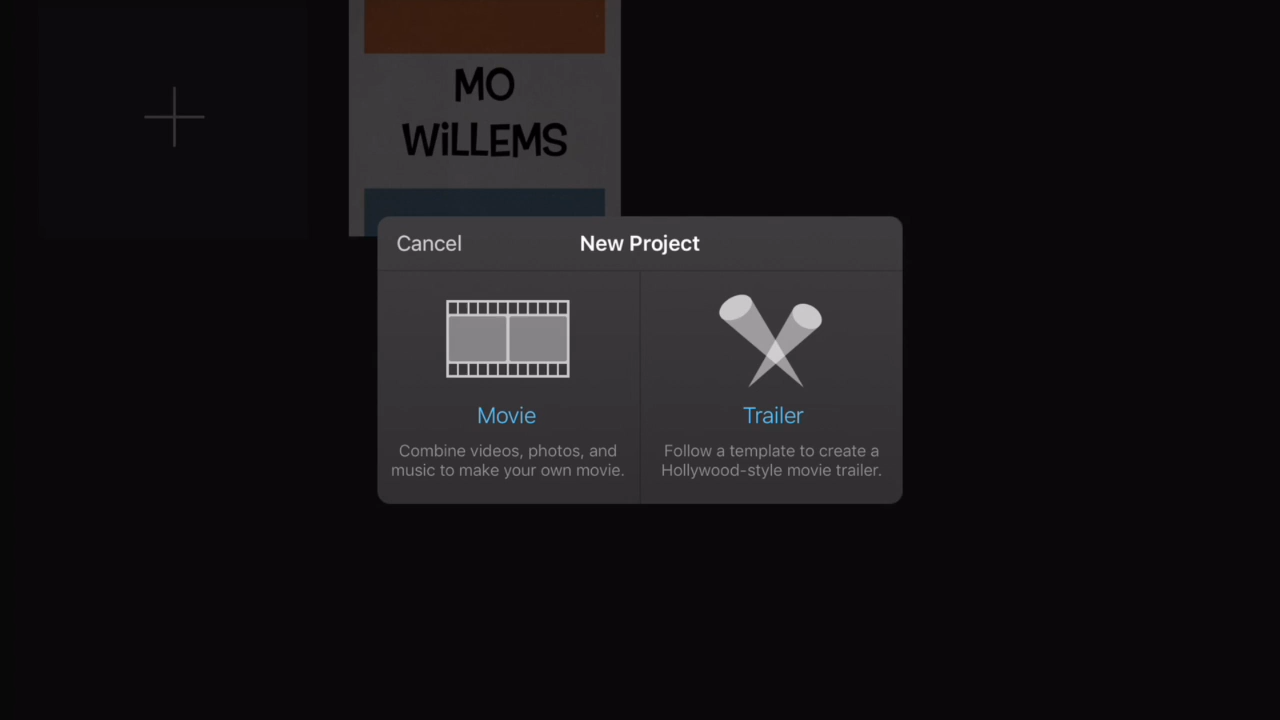 MO
WiLLEMS
Cancel
New Project
Movie
Trailer
Combine videos, photos, and
music to make your own movie.
Follow a template to create a
Hollywood-style movie trailer.